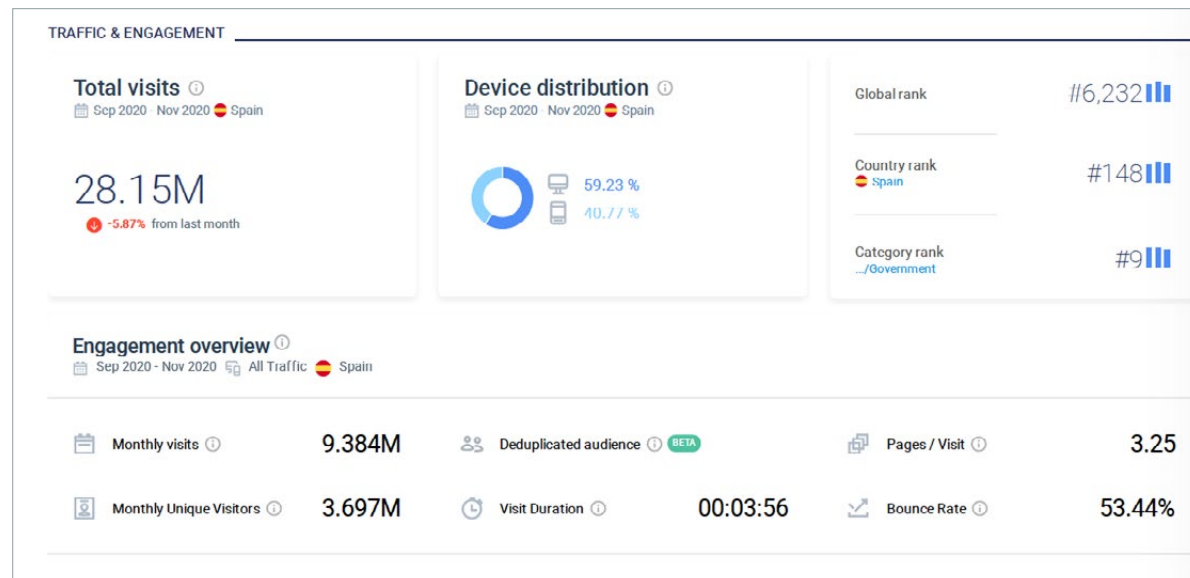 TRAFFIC & ENGAGEMENT
Total visits
Sep 2020 - Nov 2020 Spain
28.15M
-5.87% from last month
Device distribution
Sep 2020 - Nov 2020 Spain
59.23 %
40.77 %
Global rank #6,232
Country rank #148
Spain
Category rank #9
.../Government
Engagement overview
Sep 2020 - Nov 2020 All Traffic Spain
Monthly visits 9.384M Deduplicated audience BETA Pages / Visit 3.25
Monthly Unique Visitors 3.697M Visit Duration 00:03:56 Bounce Rate 53.44%